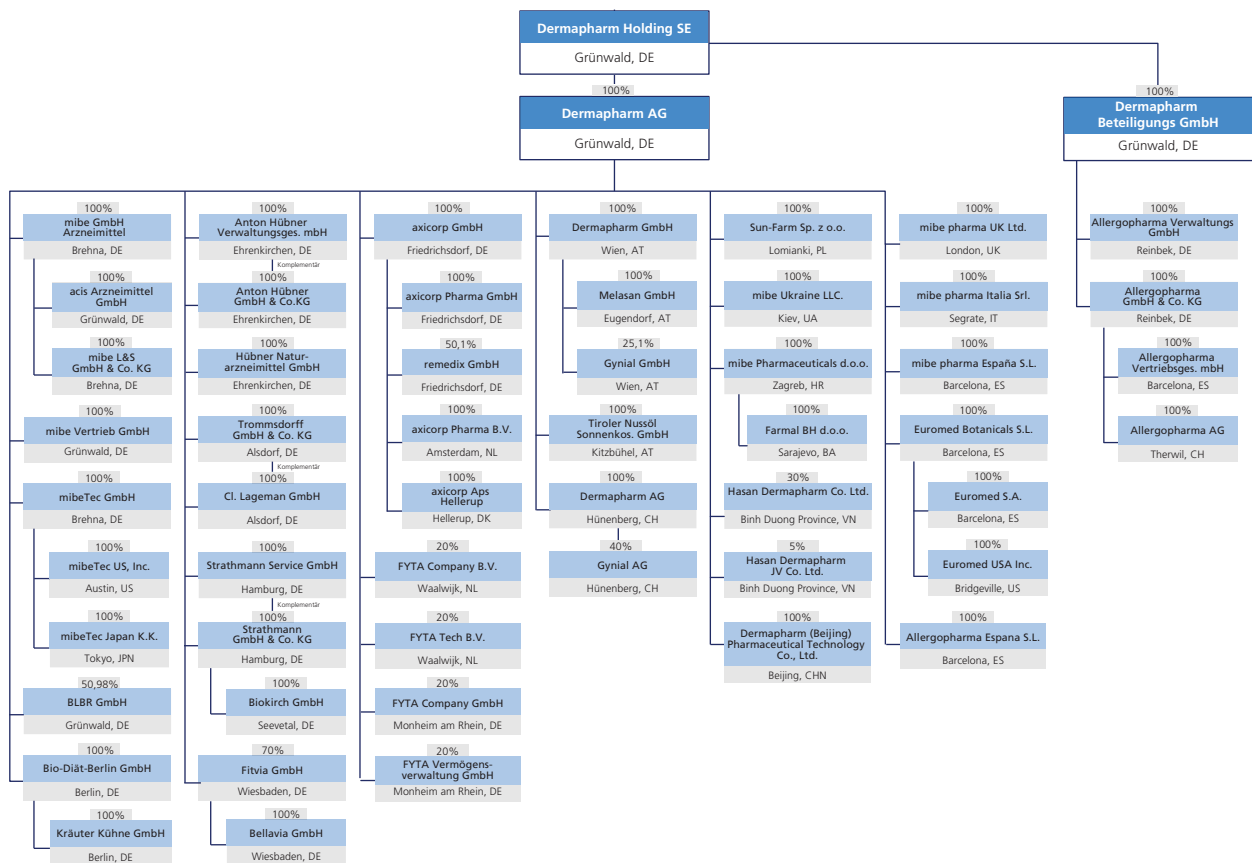 Dermapharm Holding SE
Grünwald, DE
100%
Dermapharm AG
Grünwald, DE
100%
Dermapharm
Beteiligungs GmbH
Grünwald, DE
100%
mibe GmbH
Arzneimittel
Brehna, DE
100%
acis Arzneimittel
GmbH
Grünwald, DE
100%
mibe L&S
GmbH & Co. KG
Brehna, DE
100%
mibe Vertrieb GmbH
Grünwald, DE
100%
mibeTec GmbH
Brehna, DE
100%
mibeTec US, Inc.
Austin, US
100%
mibeTec Japan K.K.
Tokyo, JPN
50,98%
BLBR GmbH
Grünwald, DE
100%
Bio-Diät-Berlin GmbH
Berlin, DE
100%
Kräuter Kühne GmbH
Berlin, DE
100%
Anton Hübner
Verwaltungsges. mbH
Ehrenkirchen, DE
Komplementär
100%
Anton Hübner
GmbH & Co.KG
Ehrenkirchen, DE
100%
Hübner Natur-
arzneimittel GmbH
Ehrenkirchen, DE
100%
Trommsdorff
GmbH & Co. KG
Alsdorf, DE
Komplementär
100%
Cl. Lageman GmbH
Alsdorf, DE
100%
Strathmann Service GmbH
Hamburg, DE
Komplementär
100%
Strathmann
GmbH & Co. KG
Hamburg, DE
100%
Biokirch GmbH
Seevetal, DE
70%
Fitvia GmbH
Wiesbaden, DE
100%
Bellavia GmbH
Wiesbaden, DE
100%
axicorp GmbH
Friedrichsdorf, DE
100%
axicorp Pharma GmbH
Friedrichsdorf, DE
50,1%
remedix GmbH
Friedrichsdorf, DE
100%
axicorp Pharma B.V.
Amsterdam, NL
100%
axicorp Aps
Hellerup
Hellerup, DK
20%
FYTA Company B.V.
Waalwijk, NL
20%
FYTA Tech B.V.
Waalwijk, NL
20%
FYTA Company GmbH
Monheim am Rhein, DE
20%
FYTA Vermögens-
verwaltung GmbH
Monheim am Rhein, DE
100%
Dermapharm GmbH
Wien, AT
100%
Melasan GmbH
Eugendorf, AT
25,1%
Gynial GmbH
Wien, AT
100%
Tiroler Nussöl
Sonnenkos. GmbH
Kitzbühel, AT
100%
Dermapharm AG
Hünenberg, CH
40%
Gynial AG
Hünenberg, CH
100%
Sun-Farm Sp. z o.o.
Lomianki, PL
100%
mibe Ukraine LLC.
Kiev, UA
100%
mibe Pharmaceuticals d.o.o.
Zagreb, HR
100%
Farmal BH d.o.o.
Sarajevo, BA
30%
Hasan Dermapharm Co. Ltd.
Binh Duong Province, VN
5%
Hasan Dermapharm
JV Co. Ltd.
Binh Duong Province, VN
100%
Dermapharm (Beijing)
Pharmaceutical Technology
Co., Ltd.
Beijing, CHN
100%
mibe pharma UK Ltd.
London, UK
100%
mibe pharma Italia Srl.
Segrate, IT
100%
mibe pharma España S.L.
Barcelona, ES
100%
Euromed Botanicals S.L.
Barcelona, ES
100%
Euromed S.A.
Barcelona, ES
100%
Euromed USA Inc.
Bridgeville, US
100%
Allergopharma Espana S.L.
Barcelona, ES
100%
Allergopharma Verwaltungs
GmbH
Reinbek, DE
100%
Allergopharma
GmbH & Co. KG
Reinbek, DE
100%
Allergopharma
Vertriebsges. mbH
Barcelona, ES
100%
Allergopharma AG
Therwil, CH